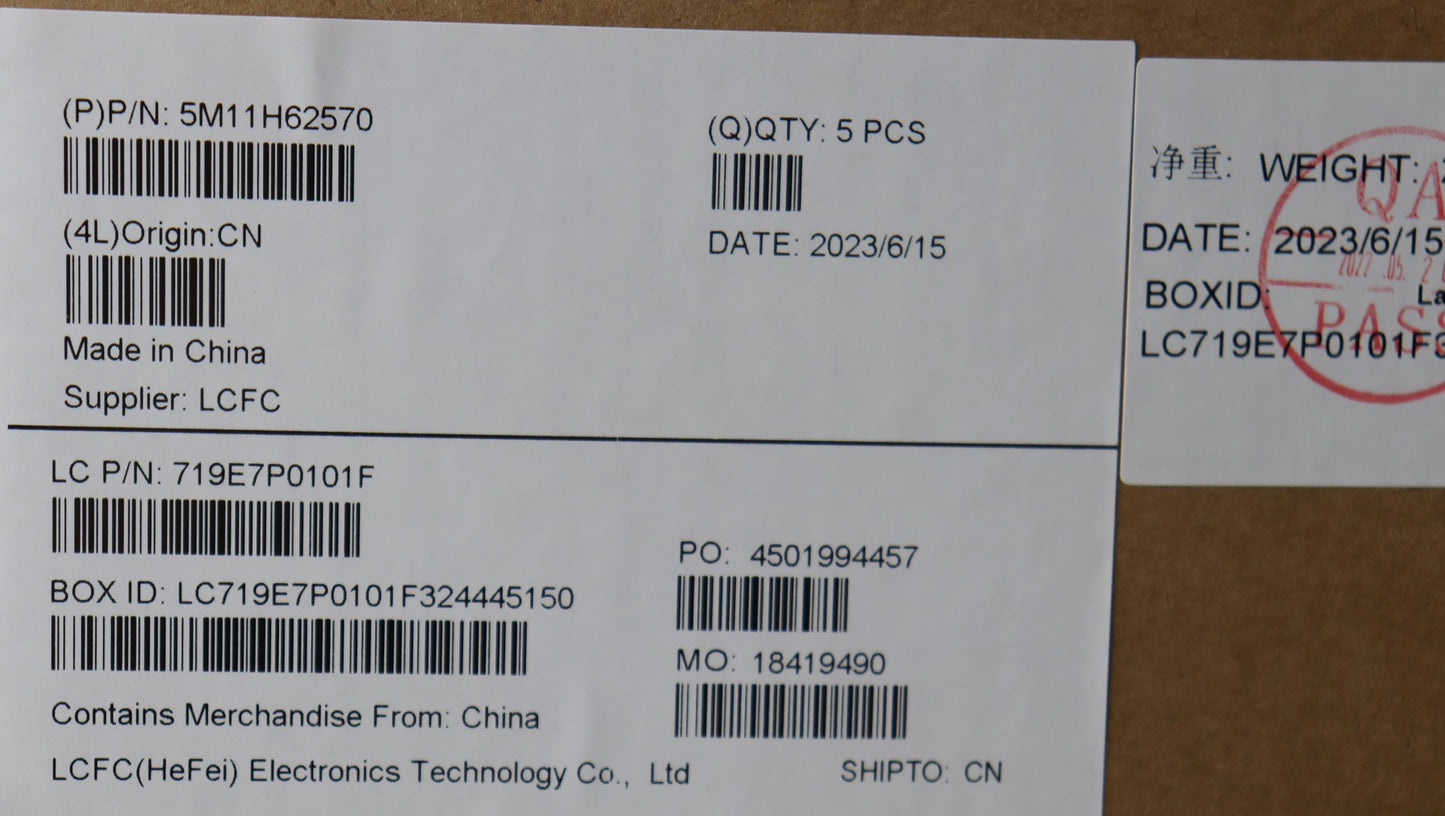 (P)P/N: 5M11H62570
(Q)QTY: 5 PCS
(4L)Origin:CN
DATE: 2023/6/15
Made in China
Supplier: LCFC
LC P/N: 719E7P0101F
PO: 4501994457
BOX ID: LC719E7P0101F324445150
MO: 18419490
Contains Merchandise From: China
LCFC(HeFei) Electronics Technology Co., Ltd
SHIPTO: CN
净重: WEIGHT:
DATE: 2023/6/15
BOXID:
LC719E7P0101F3
QA
PASS